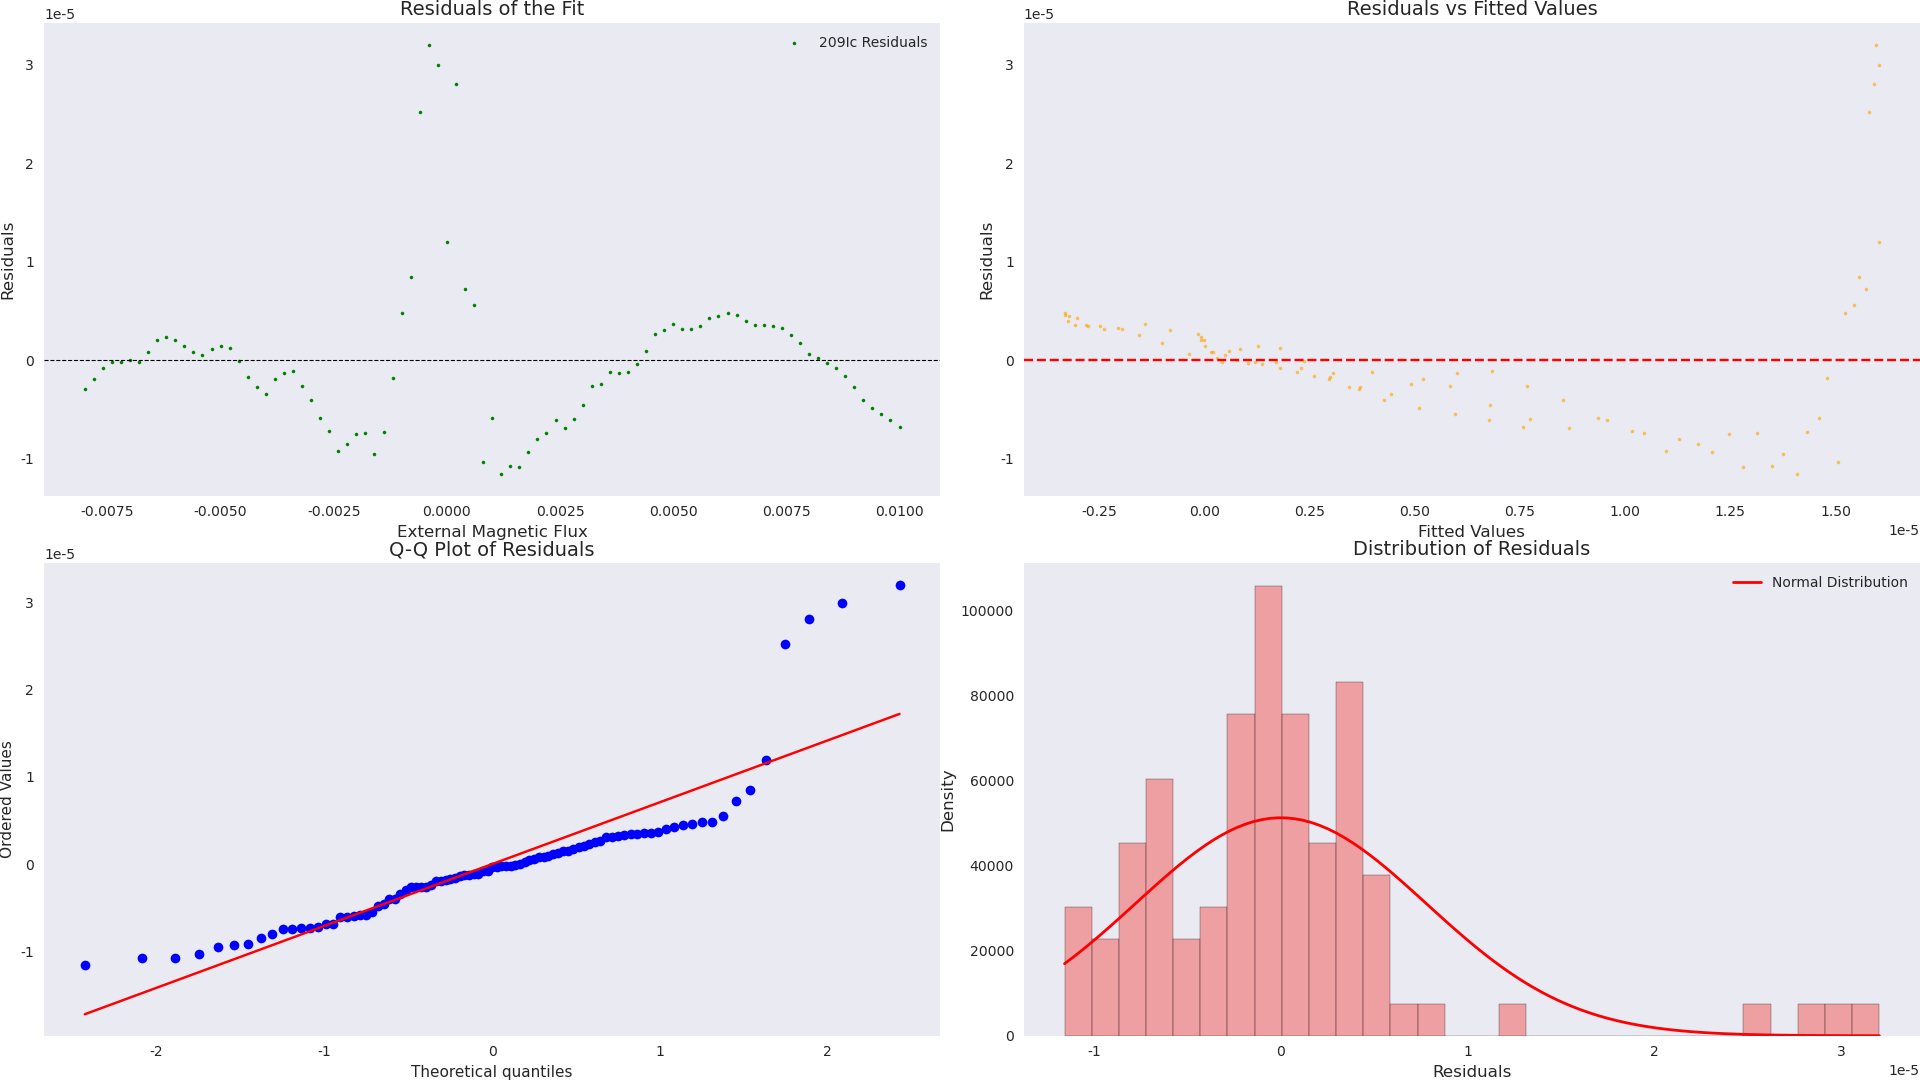 Residuals of the Fit
1e-5
209Ic Residuals
3
2
1
0
-1
Residuals
-0.0075 -0.0050 -0.0025 0.0000 0.0025 0.0050 0.0075 0.0100
External Magnetic Flux
Residuals vs Fitted Values
1e-5
3
2
1
0
-1
Residuals
-0.25 0.00 0.25 0.50 0.75 1.00 1.25 1.50
1e-5
Fitted Values
Q-Q Plot of Residuals
1e-5
3
2
1
0
-1
Ordered Values
-2 -1 0 1 2
Theoretical quantiles
Distribution of Residuals
Normal Distribution
100000
80000
60000
40000
20000
0
Density
-1 0 1 2 3
1e-5
Residuals